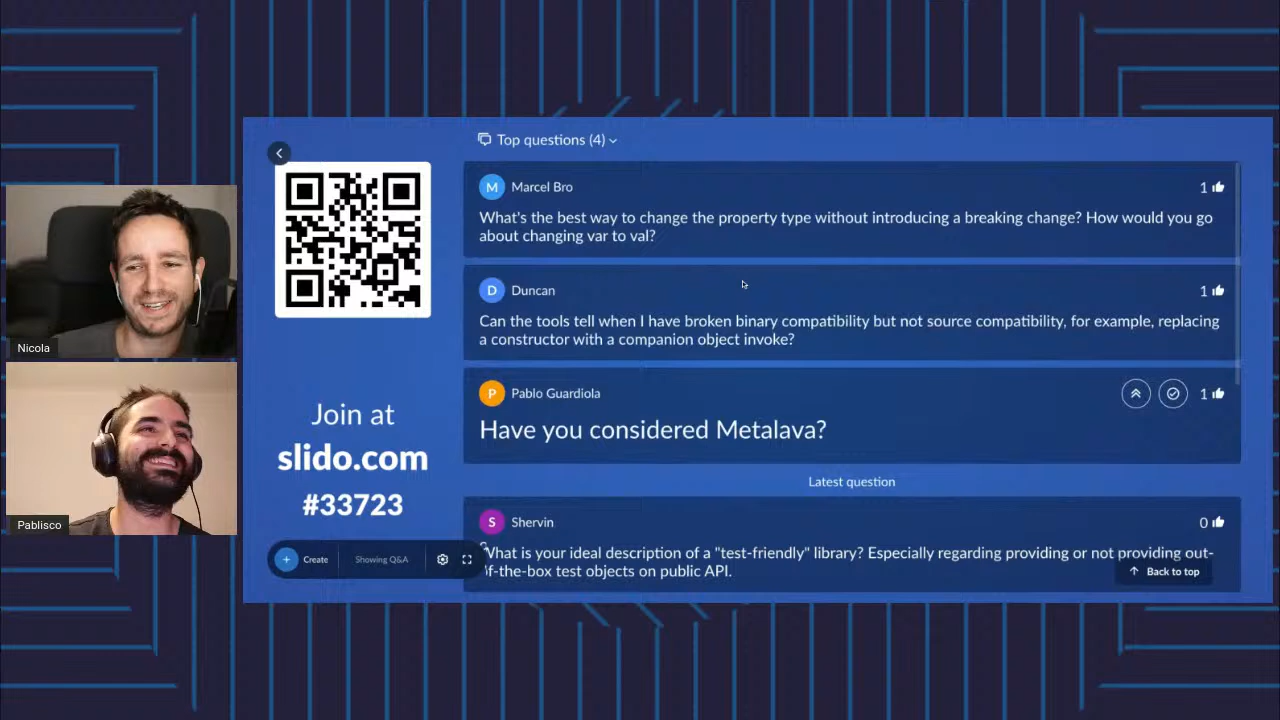 Top questions (4)
M Marcel Bro 1
What's the best way to change the property type without introducing a breaking change? How would you go
about changing var to val?
D Duncan 1
Can the tools tell when I have broken binary compatibility but not source compatibility, for example, replacing
a constructor with a companion object invoke?
P Pablo Guardiola 1
Have you considered Metalava?
Latest question
S Shervin 0
What is your ideal description of a "test-friendly" library? Especially regarding providing or not providing out-
of-the-box test objects on public API.
Back to top
Join at
slido.com
#33723
Create Showing Q&A
Nicola
Pablisco